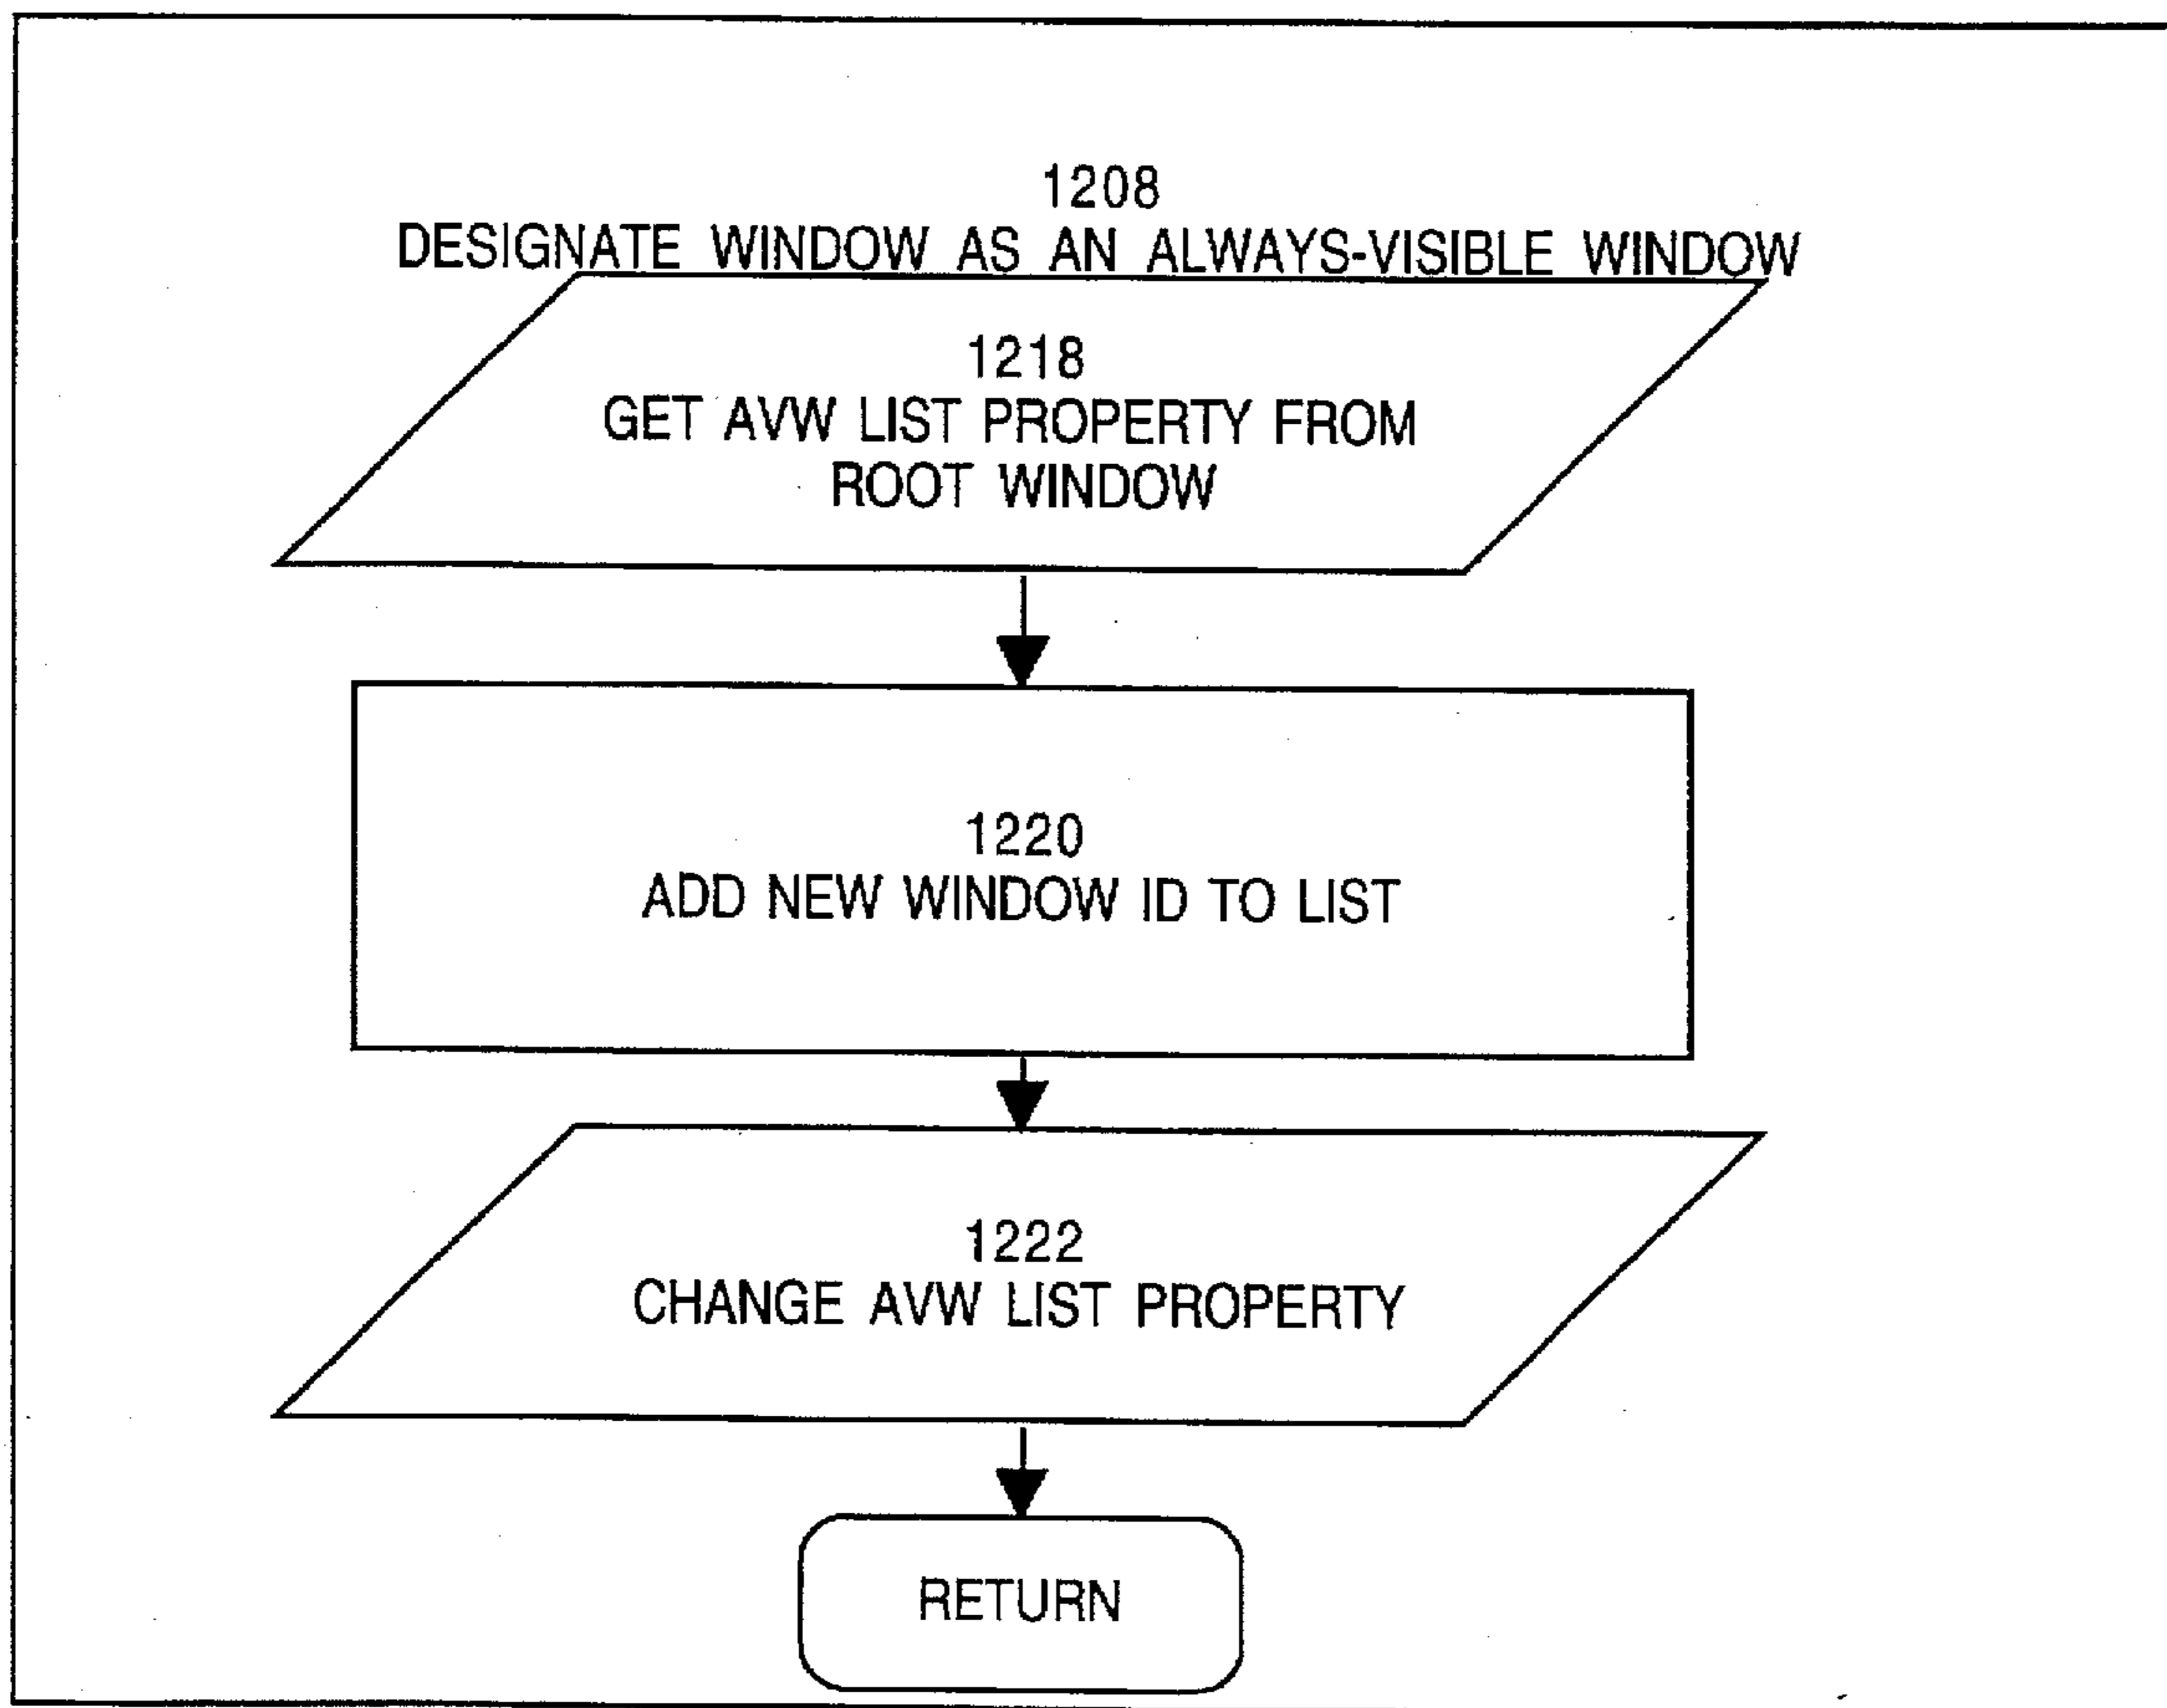 1208
DESIGNATE WINDOW AS AN ALWAYS-VISIBLE WINDOW
1218
GET AVW LIST PROPERTY FROM
ROOT WINDOW
1220
ADD NEW WINDOW ID TO LIST
1222
CHANGE AVW LIST PROPERTY
RETURN